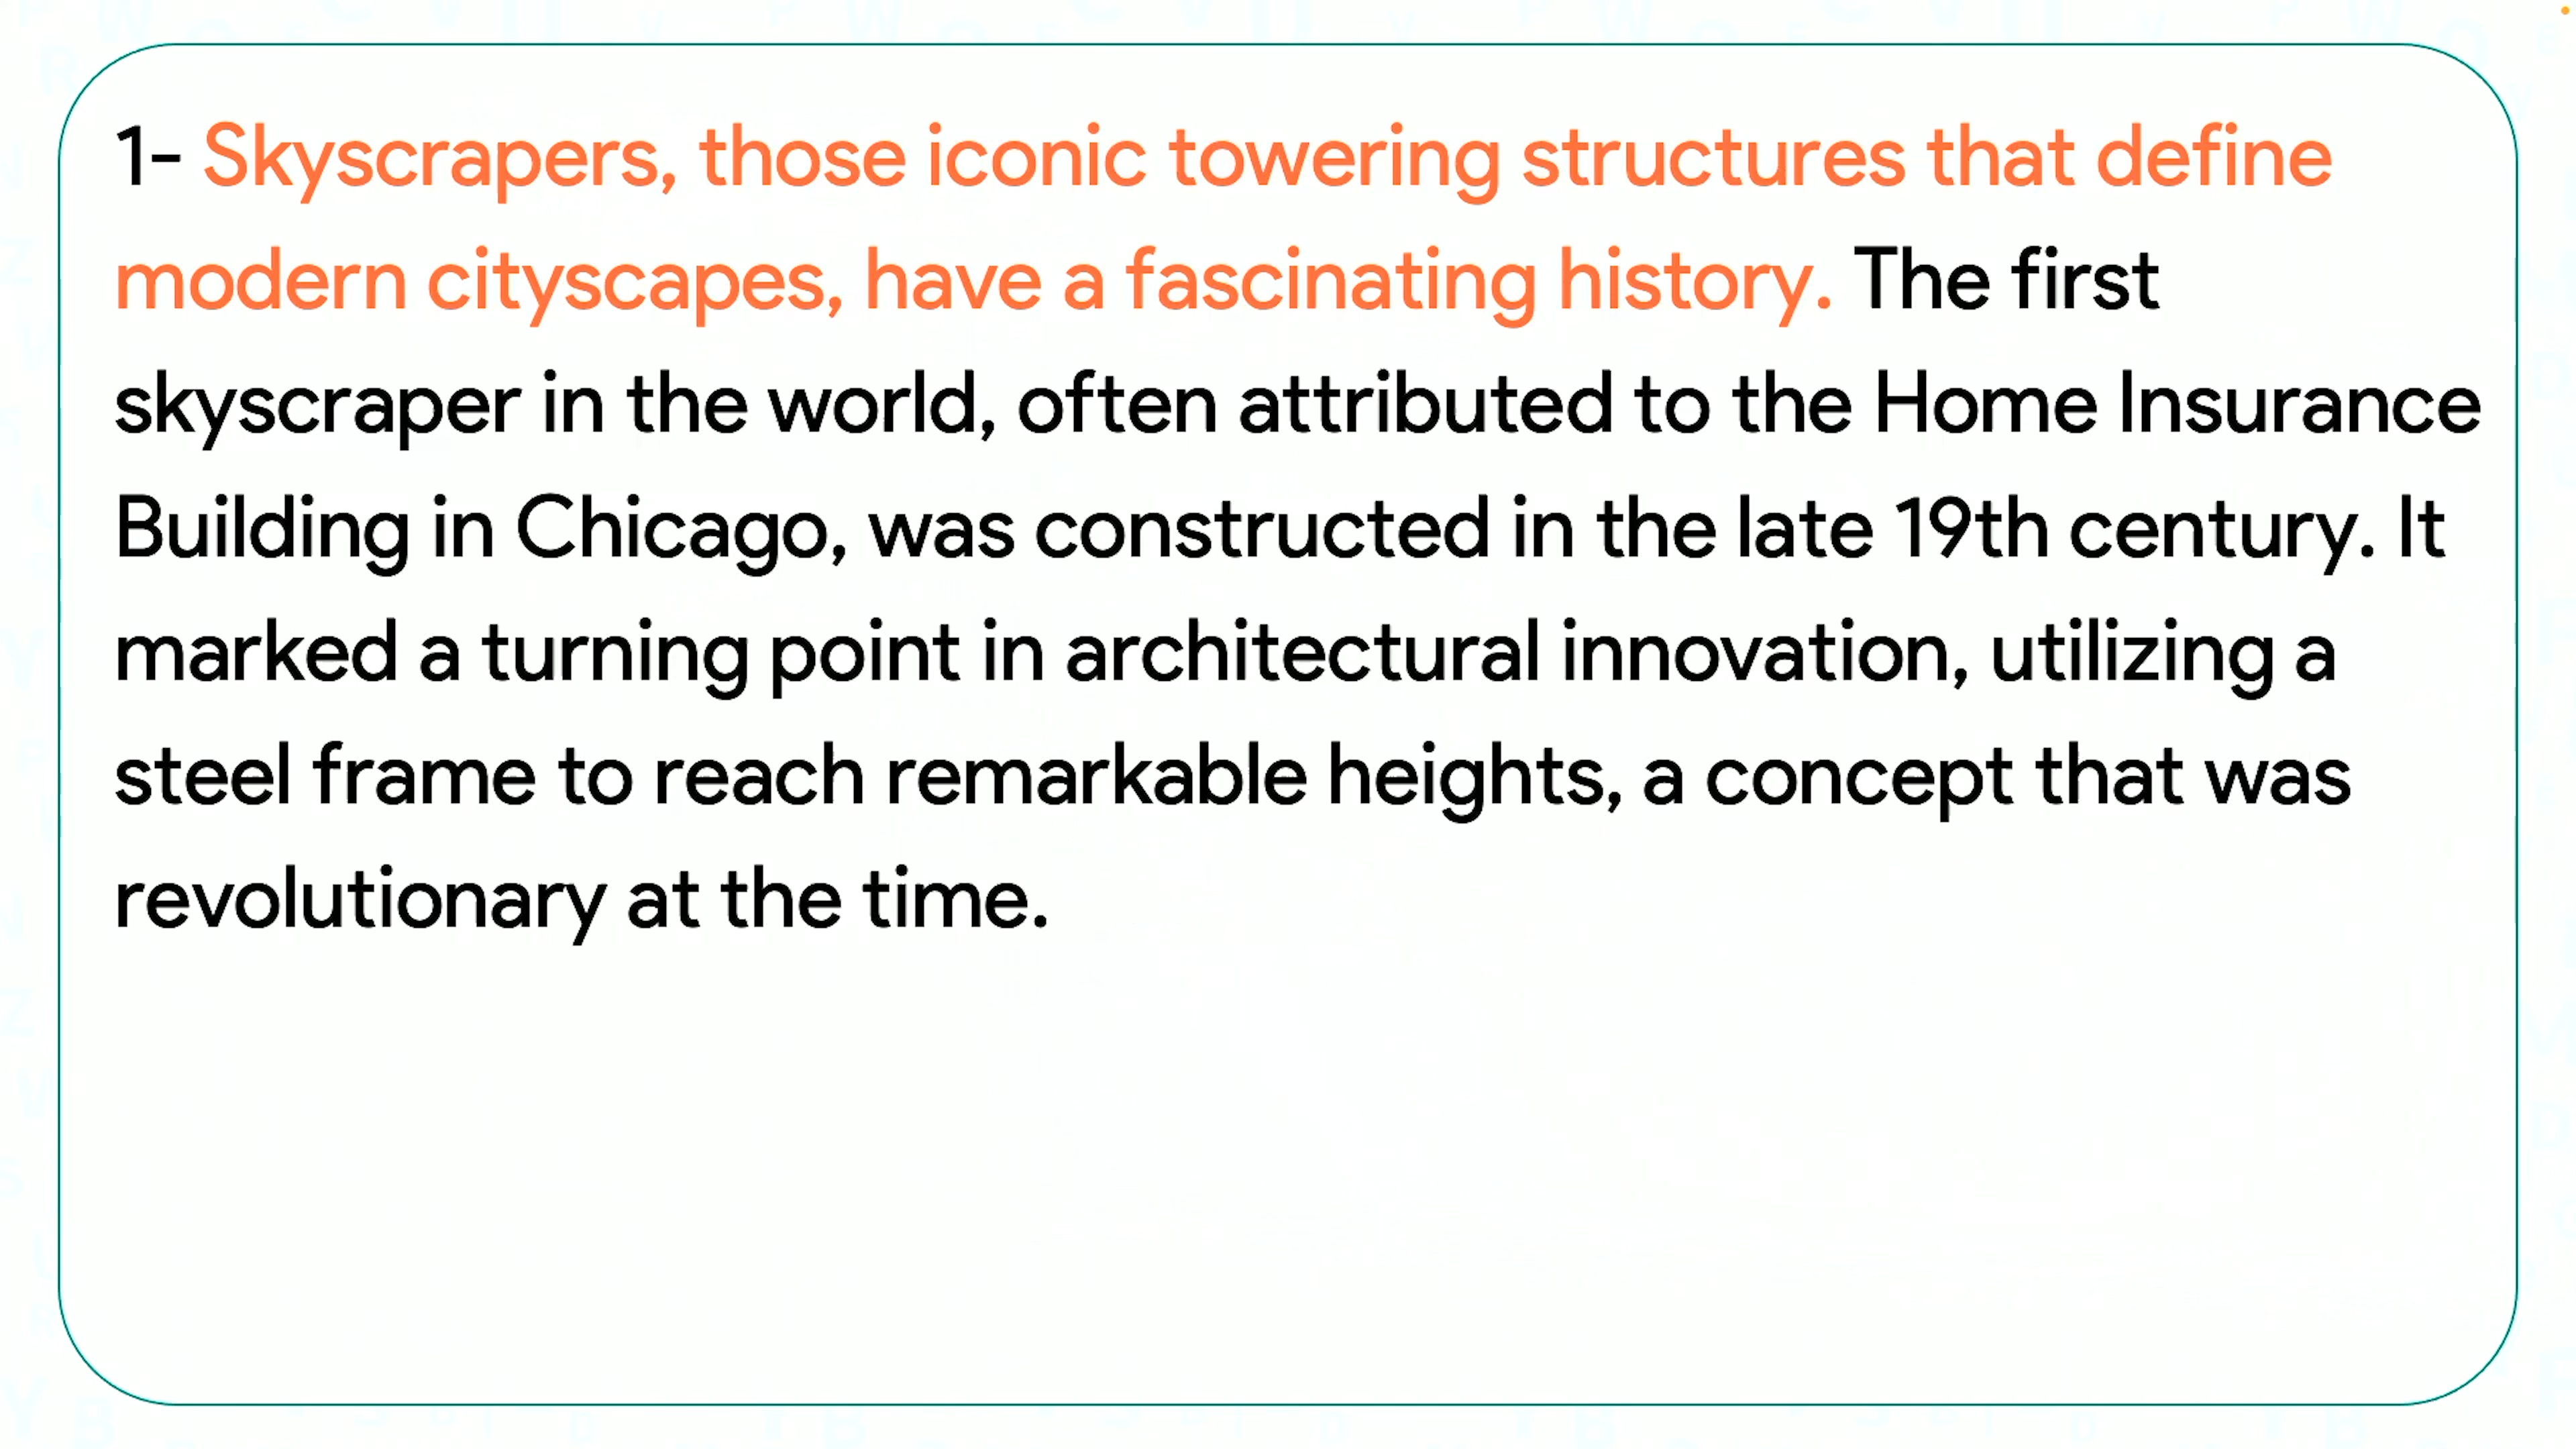 1- Skyscrapers, those iconic towering structures that define
modern cityscapes, have a fascinating history. The first
skyscraper in the world, often attributed to the Home Insurance
Building in Chicago, was constructed in the late 19th century. It
marked a turning point in architectural innovation, utilizing a
steel frame to reach remarkable heights, a concept that was
revolutionary at the time.